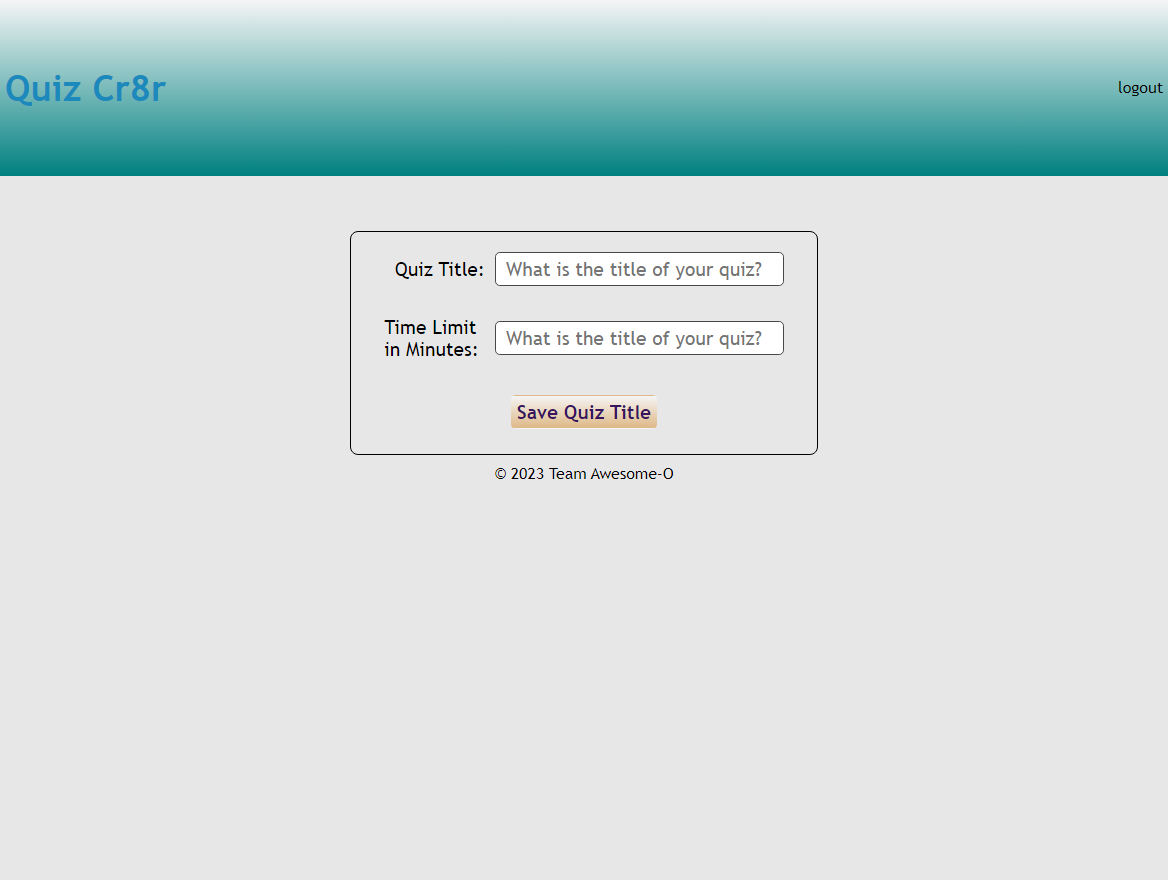 Quiz Cr8r
logout
Quiz Title:
What is the title of your quiz?
Time Limit
in Minutes:
What is the title of your quiz?
Save Quiz Title
© 2023 Team Awesome-O